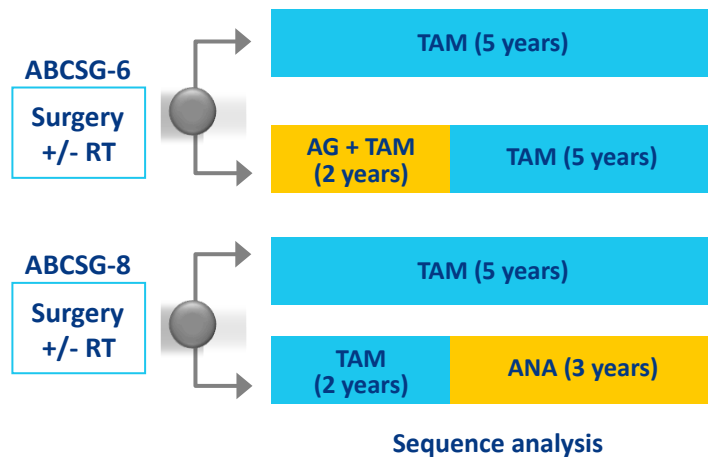 TAM (5 years)
ABCSG-6
Surgery
+/- RT
AG + TAM
(2 years)
TAM (5 years)
ABCSG-8
TAM (5 years)
Surgery
+/- RT
TAM
(2 years)
ANA (3 years)
Sequence analysis